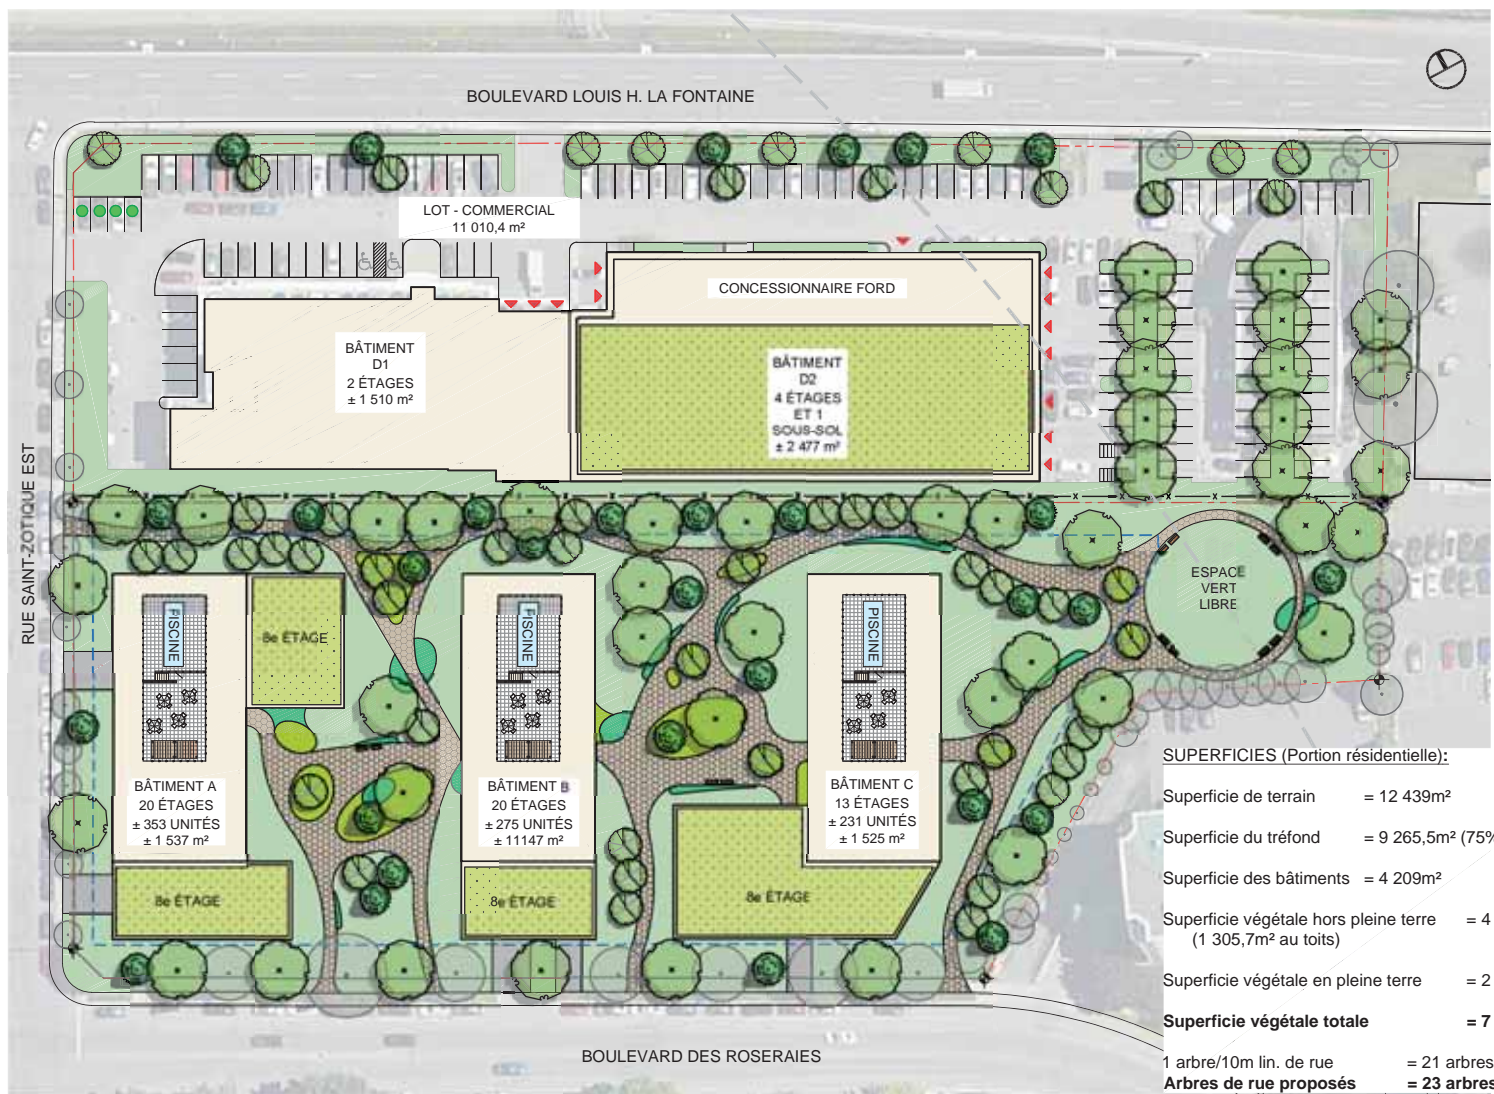 BOULEVARD LOUIS H. LA FONTAINE
LOT - COMMERCIAL
11 010,4 m²
CONCESSIONNAIRE FORD
BÂTIMENT
D1
2 ÉTAGES
± 1 510 m²
BÂTIMENT
D2
4 ÉTAGES
ET 1
SOUS-SOL
± 2 477 m²
RUE SAINT-ZOTIQUE EST
ESPACE
VERT
LIBRE
PISCINE
8e ÉTAGE
PISCINE
PISCINE
BÂTIMENT A
20 ÉTAGES
± 353 UNITÉS
± 1 537 m²
BÂTIMENT B
20 ÉTAGES
± 275 UNITÉS
± 11147 m²
BÂTIMENT C
13 ÉTAGES
± 231 UNITÉS
± 1 525 m²
8e ÉTAGE
8e ÉTAGE
8e ÉTAGE
SUPERFICIES (Portion résidentielle):
Superficie de terrain = 12 439m²
Superficie du tréfond = 9 265,5m² (75%
Superficie des bâtiments = 4 209m²
Superficie végétale hors pleine terre = 4
(1 305,7m² au toits)
Superficie végétale en pleine terre = 2
Superficie végétale totale = 7
1 arbre/10m lin. de rue = 21 arbres
Arbres de rue proposés = 23 arbres
BOULEVARD DES ROSERAIES